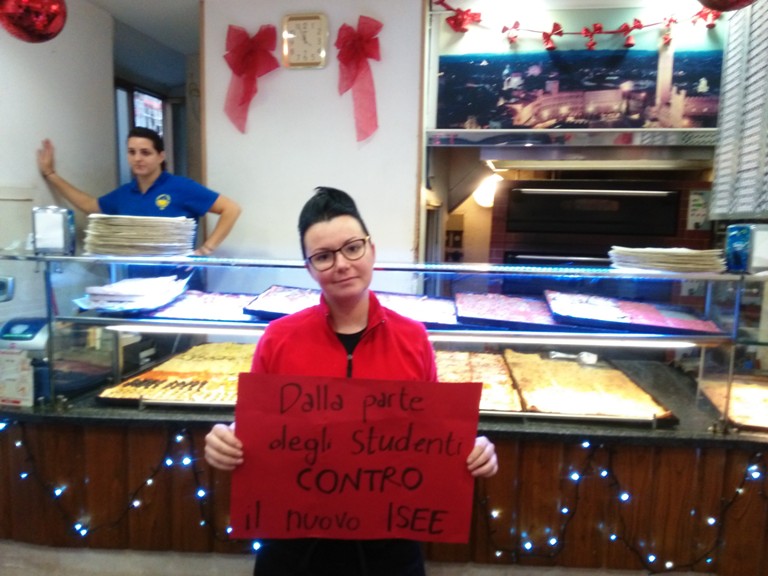 Dalla parte
degli Studenti
CONTRO
il nuovo ISEE